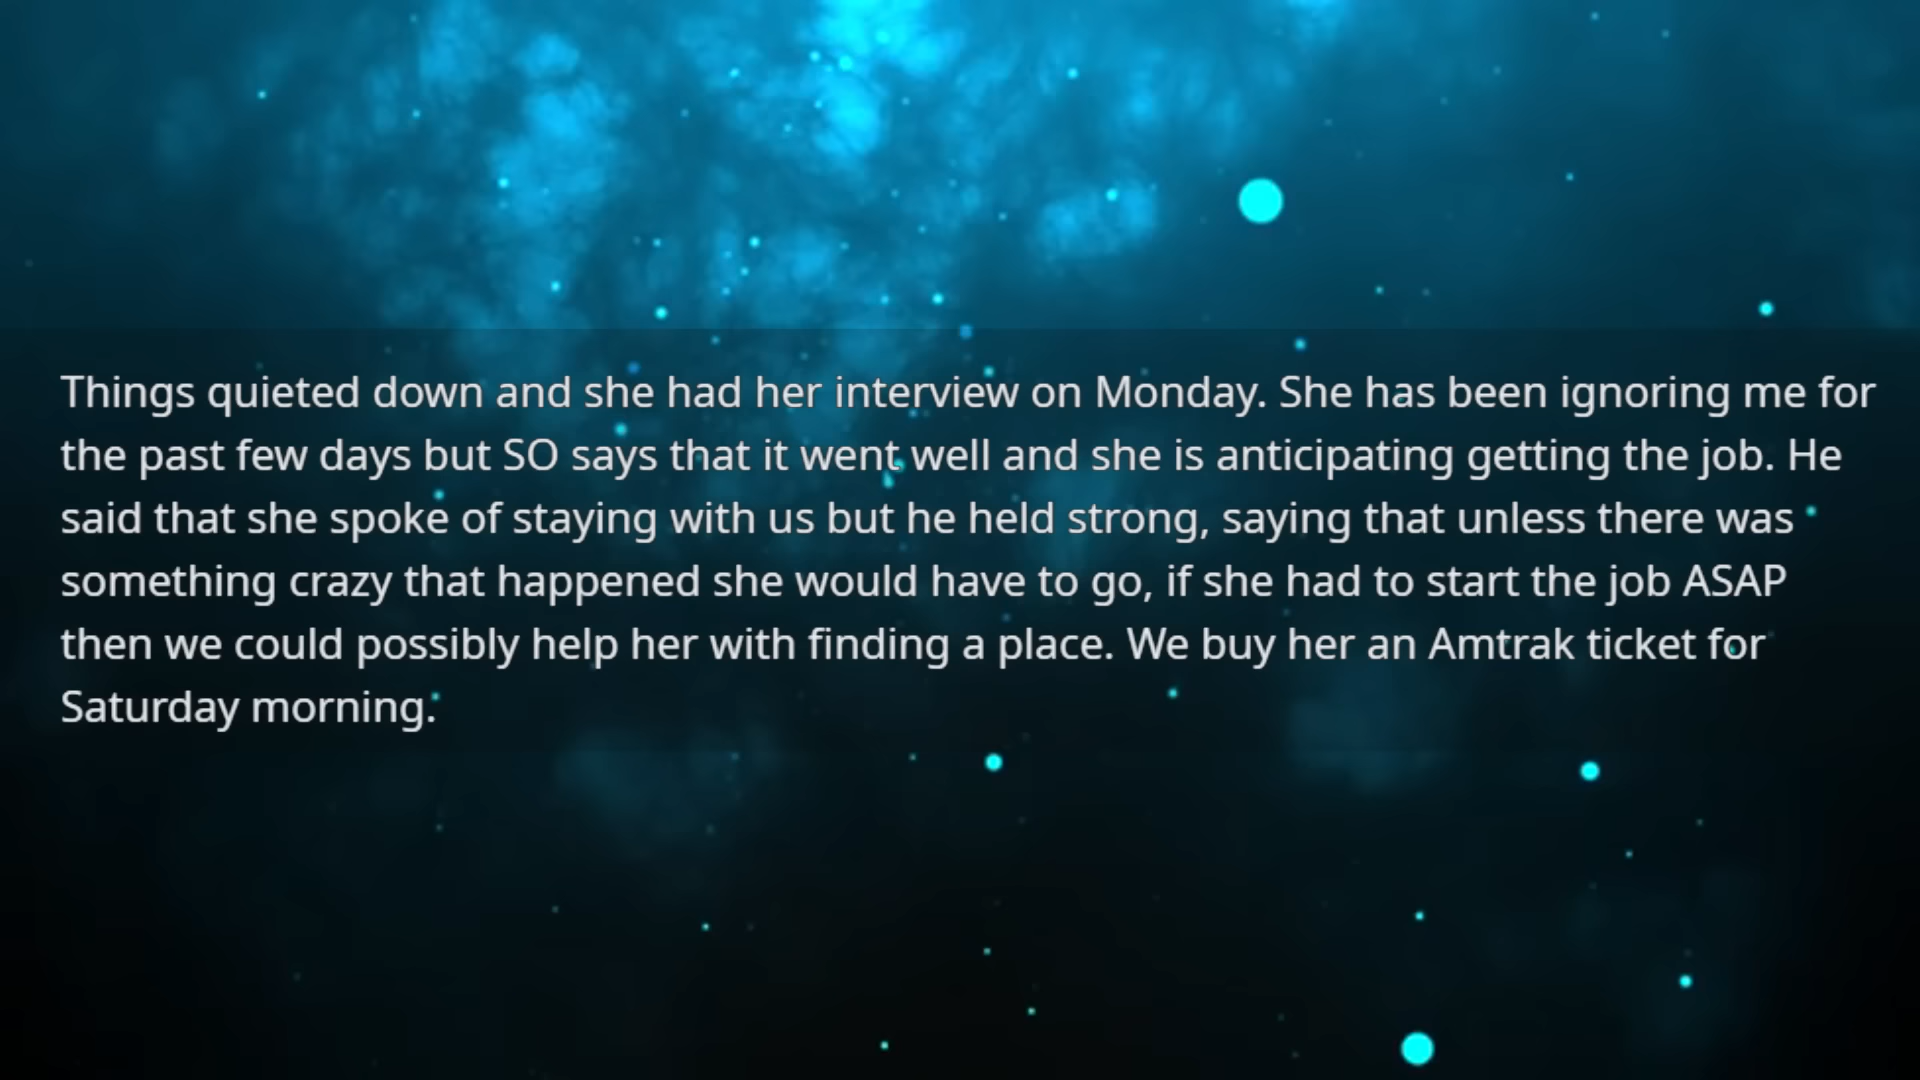 Things quieted down and she had her interview on Monday. She has been ignoring me for
the past few days but SO says that it went well and she is anticipating getting the job. He
said that she spoke of staying with us but he held strong, saying that unless there was
something crazy that happened she would have to go, if she had to start the job ASAP
then we could possibly help her with finding a place. We buy her an Amtrak ticket for
Saturday morning.